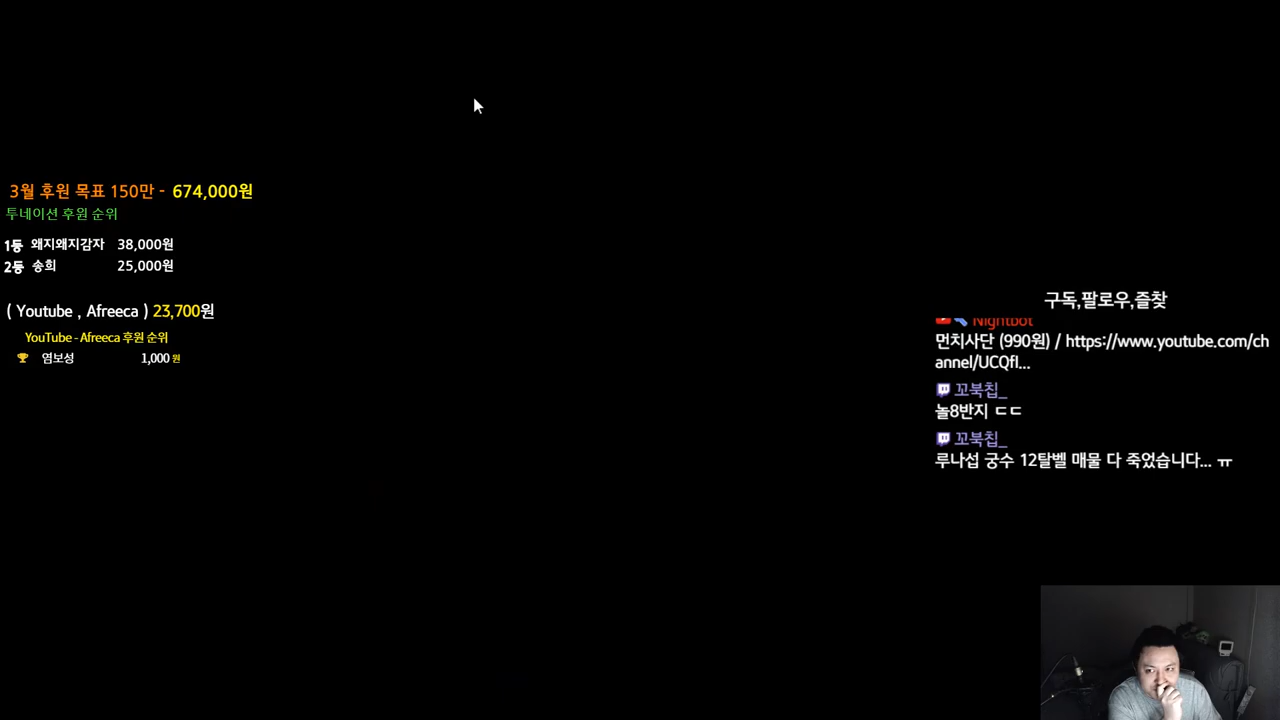 3월 후원 목표 150만 - 674,000원
투네이션 후원 순위
1등 왜지왜지감자 38,000원
2등 송희 25,000원
( Youtube , Afreeca ) 23,700원
YouTube - Afreeca 후원 순위
염보성 1,000 원
구독,팔로우,즐찾
Nightbot
먼치사단 (990원) / https://www.youtube.com/ch
annel/UCQfl...
꼬북칩_
놀8반지 ㄷㄷ
꼬북칩_
루나섭 궁수 12탈벨 매물 다 죽었습니다... ㅠ